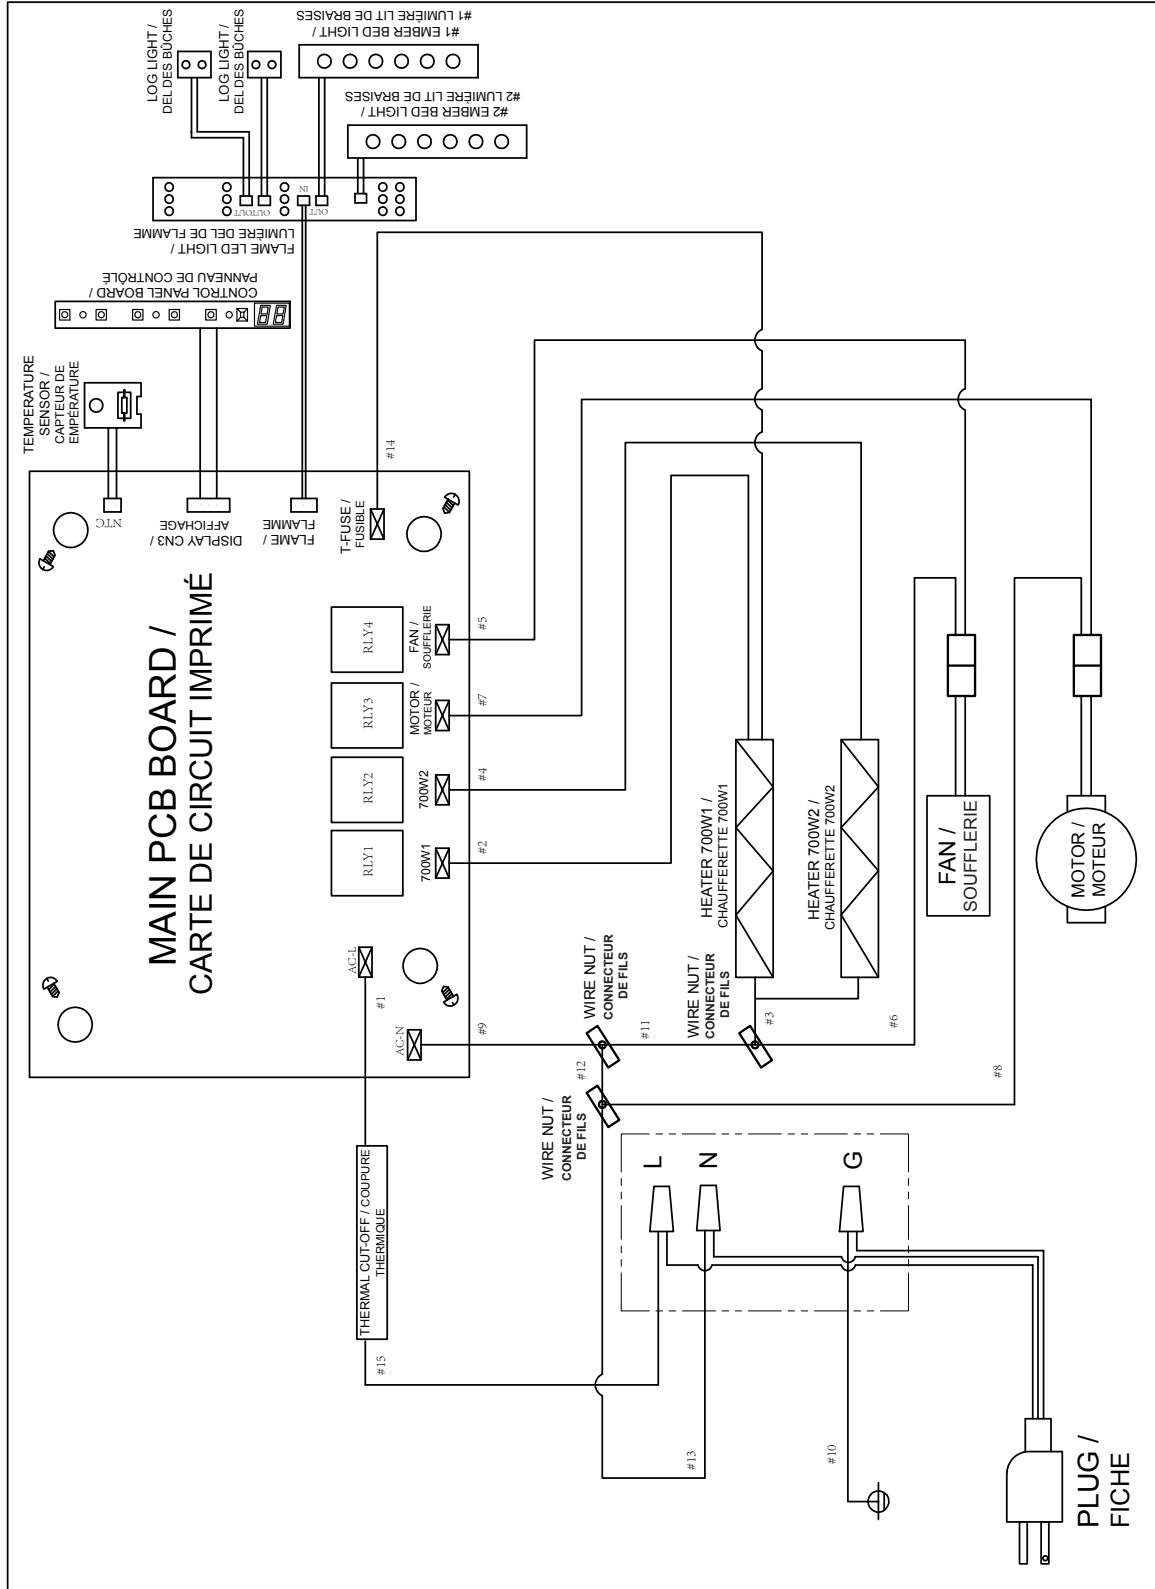 LOG LIGHT /
DEL DES BÛCHES
LOG LIGHT /
DEL DES BÛCHES
#1 EMBER BED LIGHT /
#1 LUMIÈRE LIT DE BRAISES
#2 EMBER BED LIGHT /
#2 LUMIÈRE LIT DE BRAISES
OUT
OUT
IN
OUT
FLAME LED LIGHT /
LUMIÈRE DEL DE FLAMME
CONTROL PANEL BOARD /
PANNEAU DE CONTRÔLE
88
TEMPERATURE
SENSOR /
CAPTEUR DE
EMPÉRATURE
NTC
DISPLAY CN3 /
AFFICHAGE
FLAME /
FLAMME
T-FUSE /
FUSIBLE
#14
MAIN PCB BOARD /
CARTE DE CIRCUIT IMPRIMÉ
RLY4
FAN /
SOUFFLERIE
#5
RLY3
MOTOR /
MOTEUR
#7
RLY2
700W2
#4
RLY1
700W1
#2
AC-L
#1
AC-N
#9
HEATER 700W1 /
CHAUFFERETTE 700W1
HEATER 700W2 /
CHAUFFERETTE 700W2
FAN /
SOUFFLERIE
MOTOR /
MOTEUR
WIRE NUT /
CONNECTEUR
DE FILS
#11
WIRE NUT /
CONNECTEUR
DE FILS
#3
#6
#8
#12
WIRE NUT /
CONNECTEUR
DE FILS
THERMAL CUT-OFF / COUPURE
THERMIQUE
#15
L
N
G
#13
#10
PLUG /
FICHE